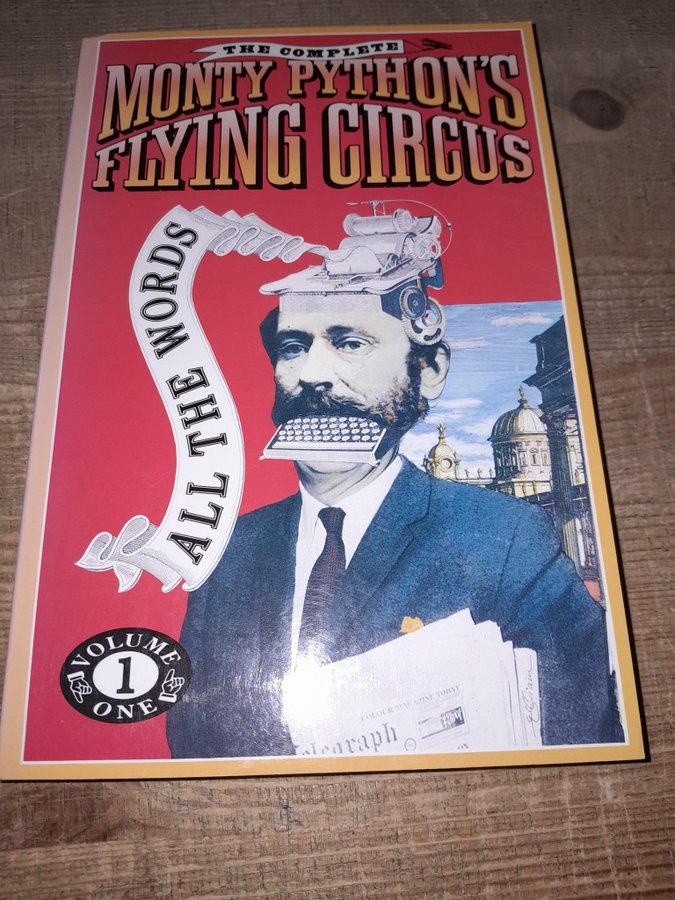 THE COMPLETE
MONTY PYTHON'S
FLYING CIRCUS
ALL THE WORDS
VOLUME
1
ONE
COLOUR MAGAZINE TODAY
elegraph